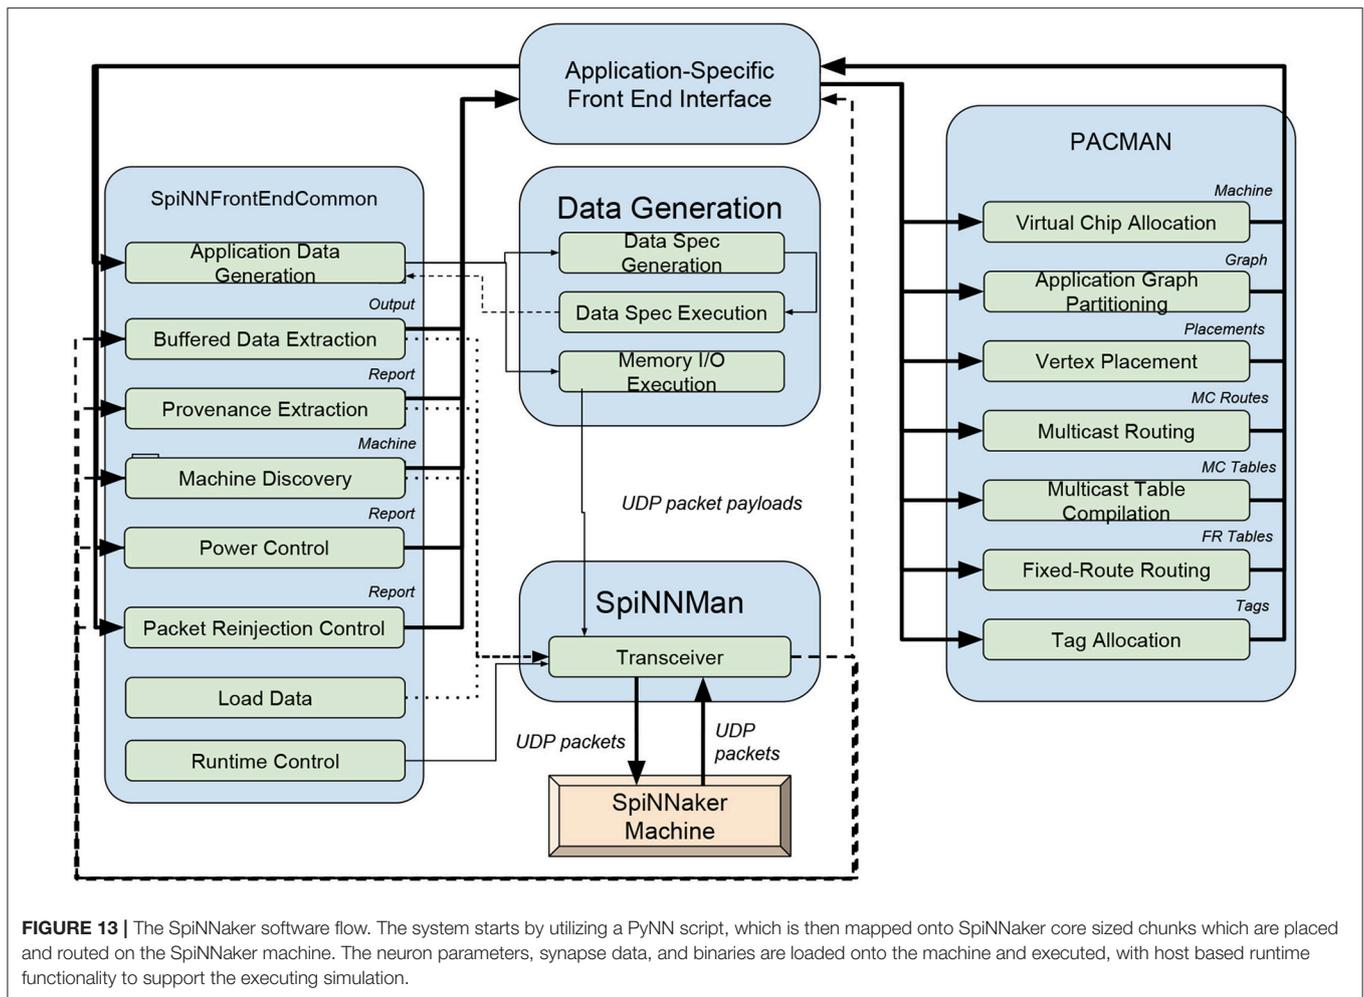 Application-Specific
Front End Interface
SpiNNFrontEndCommon
Application Data
Generation
Output
Buffered Data Extraction
Report
Provenance Extraction
Machine
Machine Discovery
Report
Power Control
Report
Packet Reinjection Control
Load Data
Runtime Control
Data Generation
Data Spec
Generation
Data Spec Execution
Memory I/O
Execution
UDP packet payloads
SpiNNMan
Transceiver
UDP packets
UDP
packets
SpiNNaker
Machine
PACMAN
Machine
Virtual Chip Allocation
Graph
Application Graph
Partitioning
Placements
Vertex Placement
MC Routes
Multicast Routing
MC Tables
Multicast Table
Compilation
FR Tables
Fixed-Route Routing
Tags
Tag Allocation
FIGURE 13 | The SpiNNaker software flow. The system starts by utilizing a PyNN script, which is then mapped onto SpiNNaker core sized chunks which are placed
and routed on the SpiNNaker machine. The neuron parameters, synapse data, and binaries are loaded onto the machine and executed, with host based runtime
functionality to support the executing simulation.